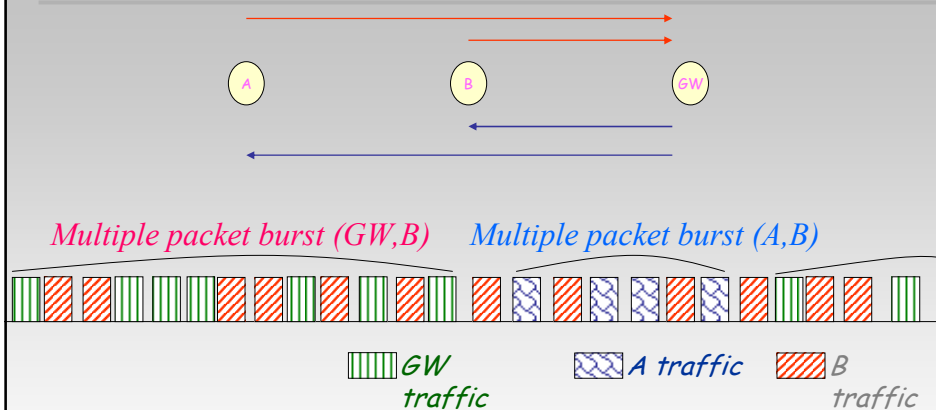 A B GW
Multiple packet burst (GW,B) Multiple packet burst (A,B)
GW traffic
A traffic
B traffic